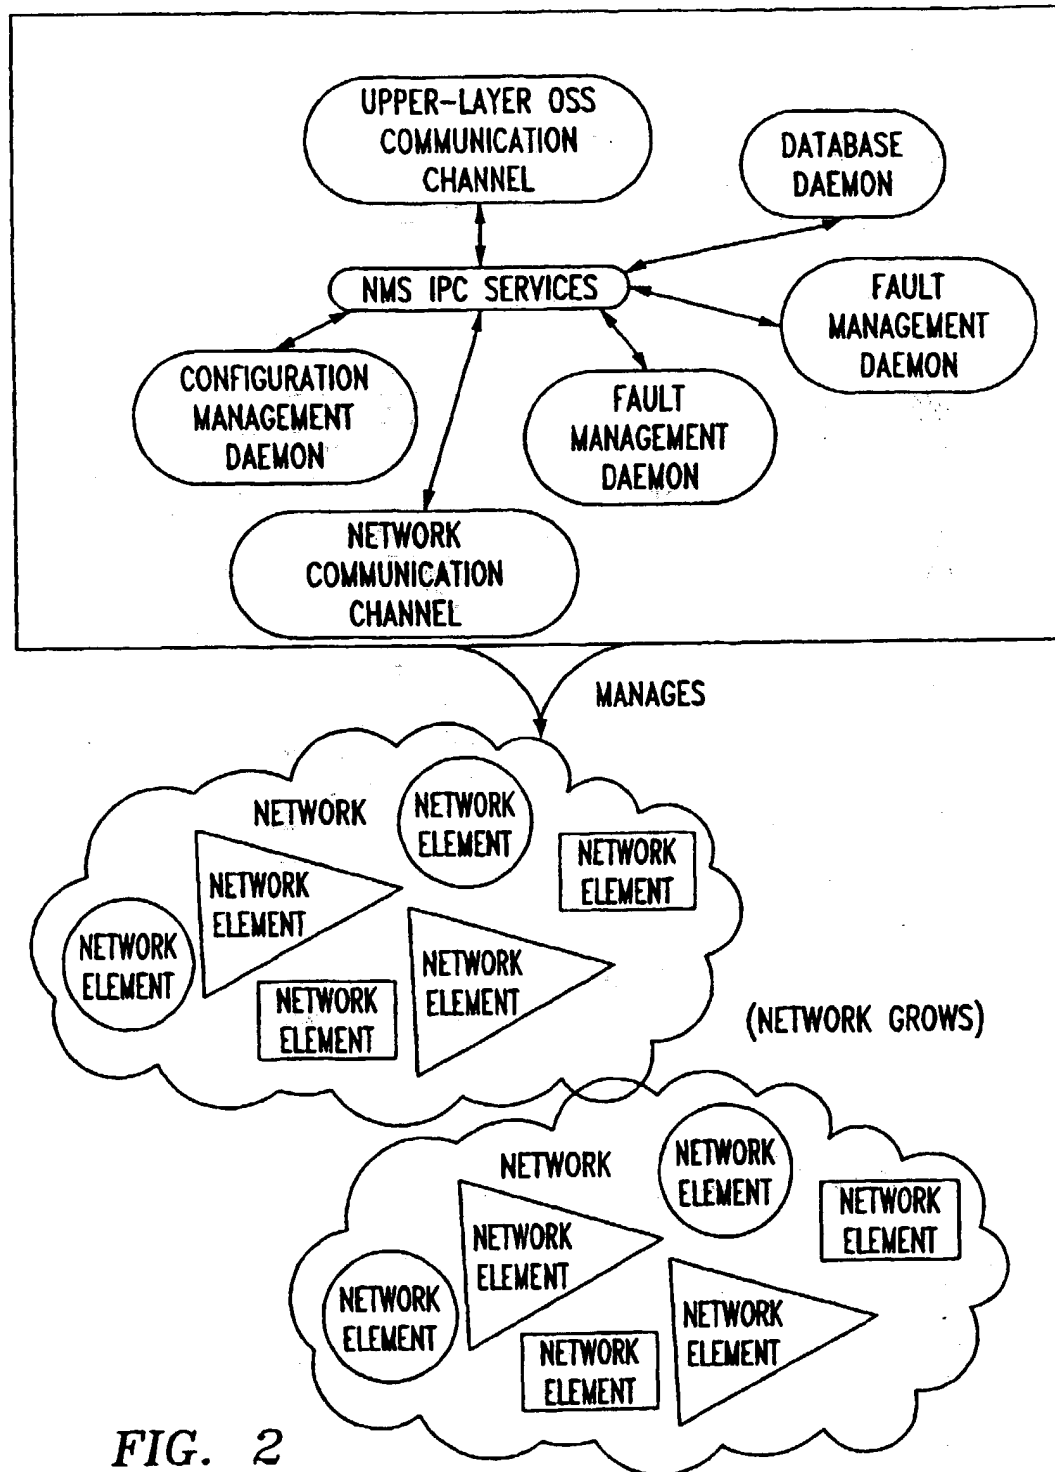 UPPER-LAYER OSS
COMMUNICATION
CHANNEL
DATABASE
DAEMON
NMS IPC SERVICES
FAULT
MANAGEMENT
DAEMON
CONFIGURATION
MANAGEMENT
DAEMON
FAULT
MANAGEMENT
DAEMON
NETWORK
COMMUNICATION
CHANNEL
MANAGES
NETWORK
NETWORK
ELEMENT
NETWORK
ELEMENT
NETWORK
ELEMENT
NETWORK
ELEMENT
NETWORK
ELEMENT
NETWORK
ELEMENT
(NETWORK GROWS)
NETWORK
NETWORK
ELEMENT
NETWORK
ELEMENT
NETWORK
ELEMENT
NETWORK
ELEMENT
NETWORK
ELEMENT
NETWORK
ELEMENT
FIG. 2